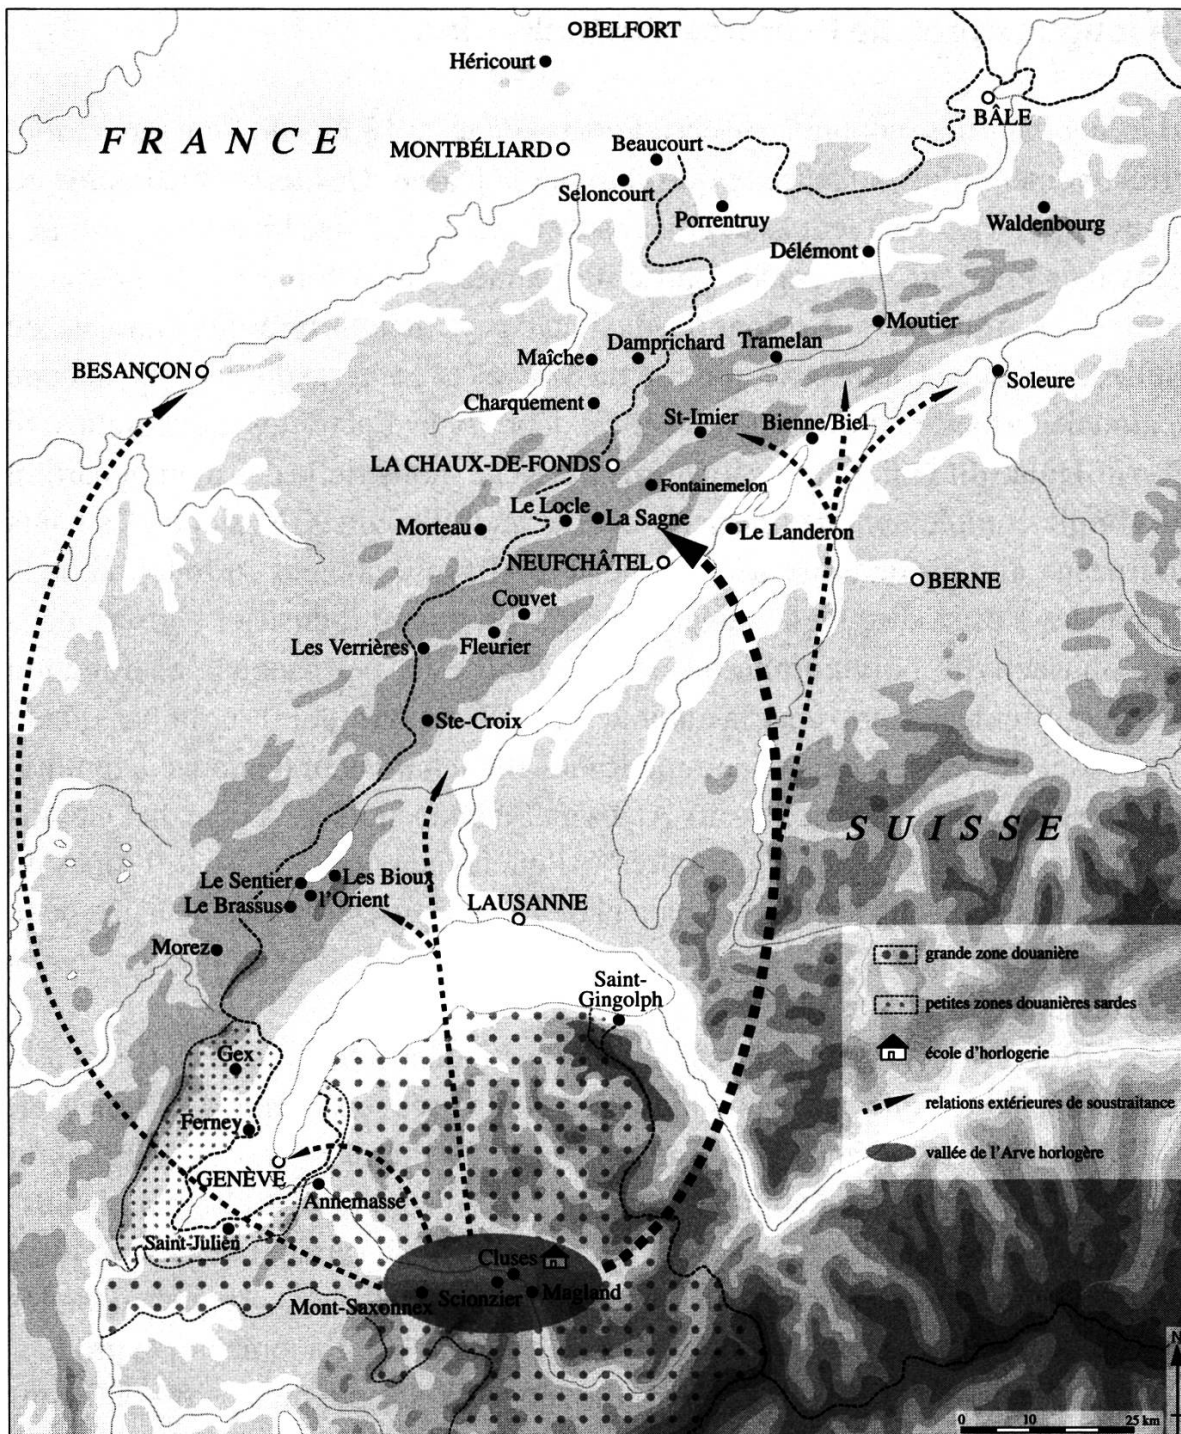 BELFORT
Héricourt
FRANCE
BÂLE
MONTBÉLIARD
Beaucourt
Seloncourt
Porrentruy
Waldenbourg
Délémont
Moutier
BESANÇON
Maîche
Damprichard
Tramelan
Soleure
Charquement
St-Imier
Bienne/Biel
LA CHAUX-DE-FONDS
Fontainemelon
Le Locle
La Sagne
Morteau
Le Landeron
NEUFCHÂTEL
BERNE
Couvet
Les Verrières
Fleurier
Ste-Croix
SUISSE
Le Sentier
Les Bioux
l'Orient
Le Brassus
LAUSANNE
Morez
grande zone douanière
Saint-
Gingolph
petites zones douanières sardes
Gex
école d'horlogerie
relations extérieures de soustraitance
Ferney
vallée de l'Arve horlogère
GENÈVE
Annemasse
Saint-Julien
Cluses
Mont-Saxonnex
Scionzier
Magland
N
0 10 25 km